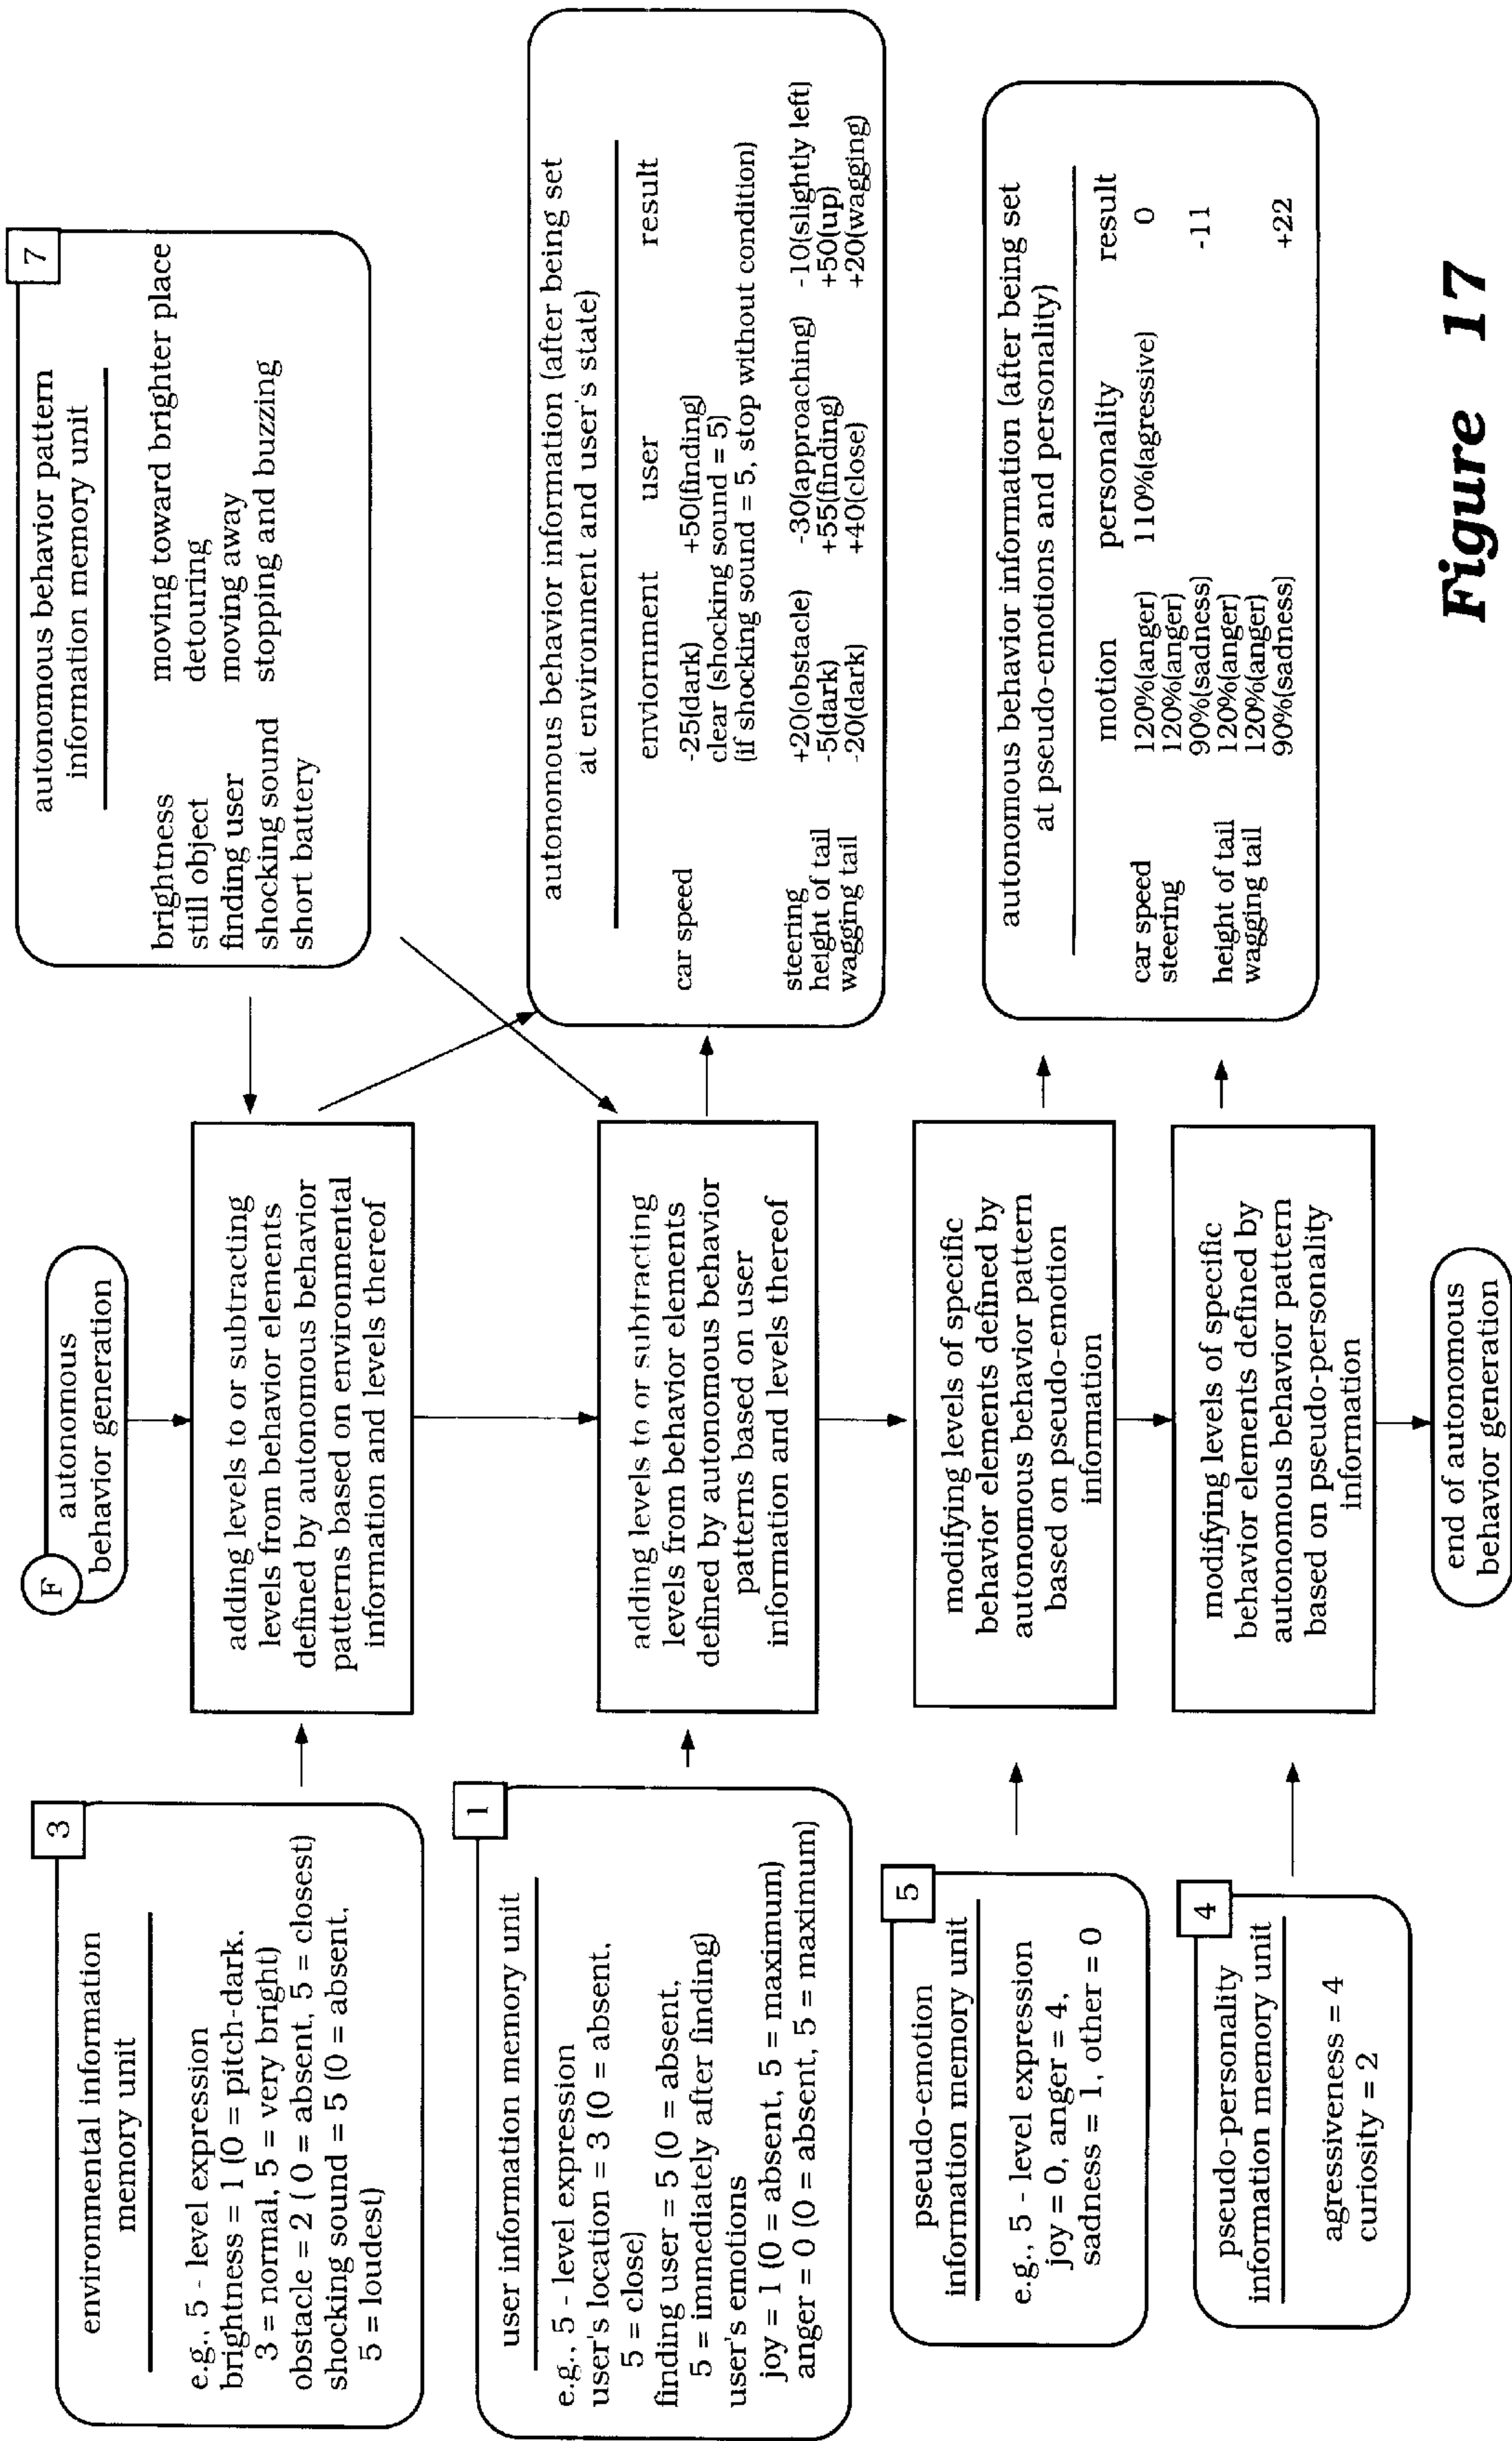 F
autonomous
behavior generation
3
environmental information
memory unit
e.g., 5 - level expression
brightness = 1 (0 = pitch-dark.
3 = normal, 5 = very bright)
obstacle = 2 ( 0 = absent, 5 = closest)
shocking sound = 5 (0 = absent,
5 = loudest)
adding levels to or subtracting
levels from behavior elements
defined by autonomous behavior
patterns based on environmental
information and levels thereof
7
autonomous behavior pattern
information memory unit
brightness moving toward brighter place
still object detouring
finding user moving away
shocking sound stopping and buzzing
short battery
1
user information memory unit
e.g., 5 - level expression
user's location = 3 (0 = absent,
5 = close)
finding user = 5 (0 = absent,
5 = immediately after finding)
user's emotions
joy = 1 (0 = absent, 5 = maximum)
anger = 0 (0 = absent, 5 = maximum)
adding levels to or subtracting
levels from behavior elements
defined by autonomous behavior
patterns based on user
information and levels thereof
autonomous behavior information (after being set
at environment and user's state)
enviornment user result
car speed -25(dark) +50(finding)
clear (shocking sound = 5)
(if shocking sound = 5, stop without condition)
steering +20(obstacle) -30(approaching) -10(slightly left)
height of tail -5(dark) +55(finding) +50(up)
wagging tail -20(dark) +40(close) +20(wagging)
5
pseudo-emotion
information memory unit
e.g., 5 - level expression
joy = 0, anger = 4,
sadness = 1, other = 0
modifying levels of specific
behavior elements defined by
autonomous behavior pattern
based on pseudo-emotion
information
autonomous behavior information (after being set
at pseudo-emotions and personality)
motion personality result
car speed 120%(anger) 110%(agressive) 0
steering 120%(anger)
90%(sadness) -11
height of tail 120%(anger)
wagging tail 120%(anger)
90%(sadness) +22
4
pseudo-personality
information memory unit
agressiveness = 4
curiosity = 2
modifying levels of specific
behavior elements defined by
autonomous behavior pattern
based on pseudo-personality
information
end of autonomous
behavior generation
Figure 17